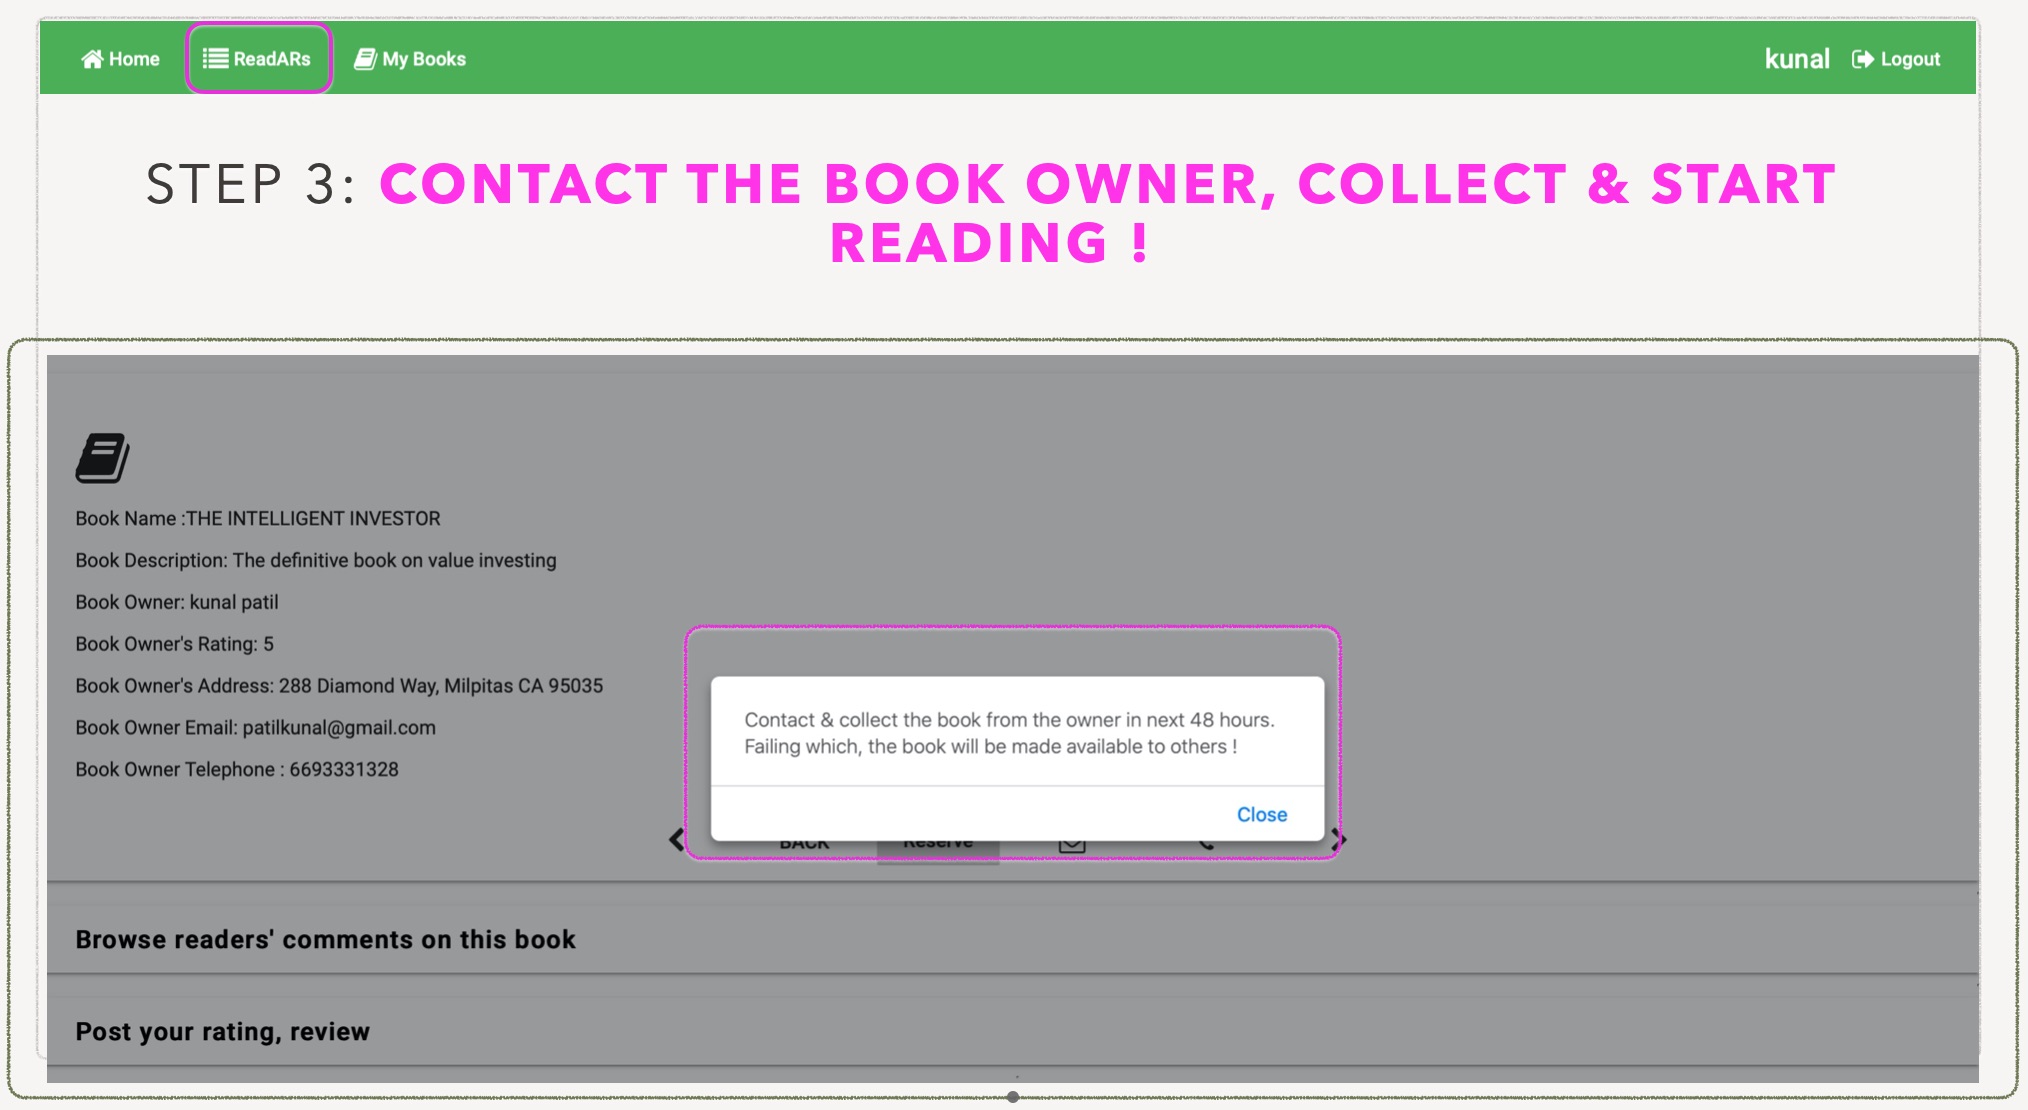 Home ReadARs My Books kunal Logout
STEP 3: CONTACT THE BOOK OWNER, COLLECT & START
READING !
Book Name :THE INTELLIGENT INVESTOR
Book Description: The definitive book on value investing
Book Owner: kunal patil
Book Owner's Rating: 5
Book Owner's Address: 288 Diamond Way, Milpitas CA 95035
Book Owner Email: patilkunal@gmail.com
Book Owner Telephone : 6693331328
Contact & collect the book from the owner in next 48 hours.
Failing which, the book will be made available to others !
Close
BACK Reserve
Browse readers' comments on this book
Post your rating, review